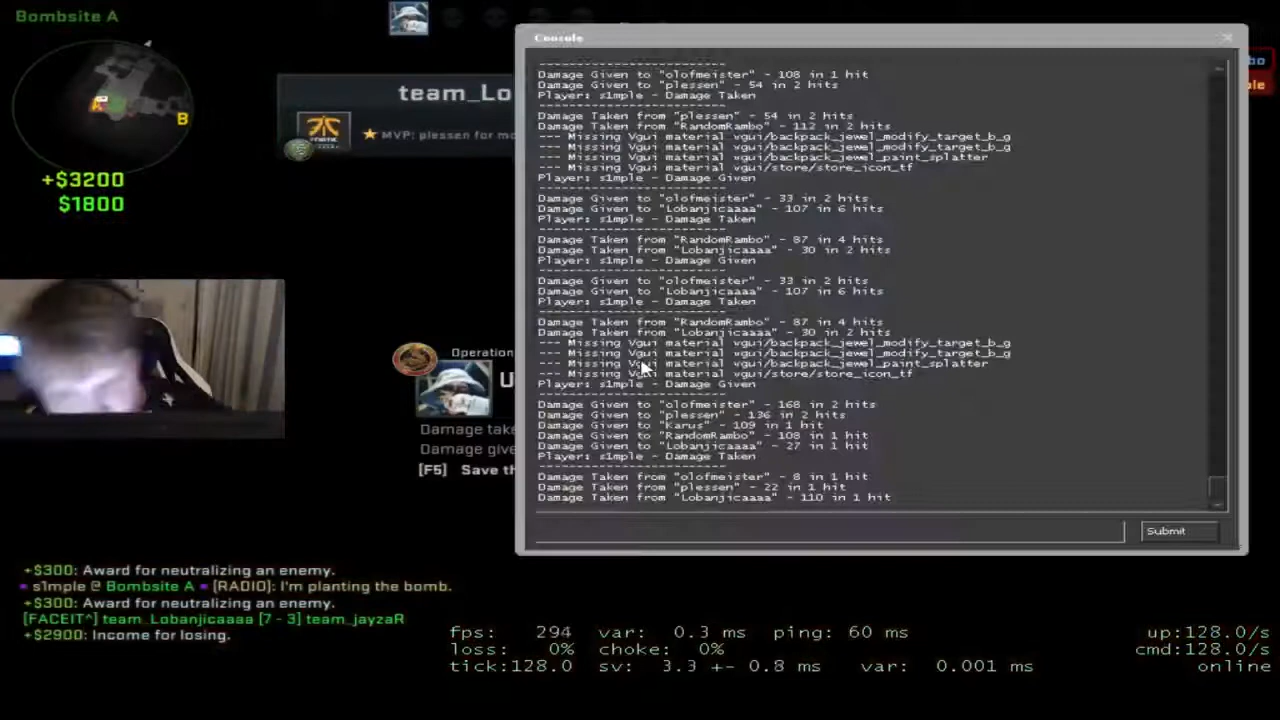 Bombsite A
B
+$3200
$1800
team_Lo
MVP: plessen for mo
Operation
U
Damage take
Damage give
[F5] Save th
Console
Damage Given to "olofmeister" - 108 in 1 hit
Damage Given to "plessen" - 54 in 2 hits
Player: s1mple - Damage Taken
-------------------------
Damage Taken from "plessen" - 54 in 2 hits
Damage Taken from "RandomRambo" - 112 in 2 hits
--- Missing Vgui material vgui/backpack_jewel_modify_target_b_g
--- Missing Vgui material vgui/backpack_jewel_modify_target_b_g
--- Missing Vgui material vgui/backpack_jewel_paint_splatter
--- Missing Vgui material vgui/store/store_icon_tf
Player: s1mple - Damage Given
-------------------------
Damage Given to "olofmeister" - 33 in 2 hits
Damage Given to "Lobanjicaaaa" - 107 in 6 hits
Player: s1mple - Damage Taken
-------------------------
Damage Taken from "RandomRambo" - 87 in 4 hits
Damage Taken from "Lobanjicaaaa" - 30 in 2 hits
Player: s1mple - Damage Given
-------------------------
Damage Given to "olofmeister" - 33 in 2 hits
Damage Given to "Lobanjicaaaa" - 107 in 6 hits
Player: s1mple - Damage Taken
-------------------------
Damage Taken from "RandomRambo" - 87 in 4 hits
Damage Taken from "Lobanjicaaaa" - 30 in 2 hits
--- Missing Vgui material vgui/backpack_jewel_modify_target_b_g
--- Missing Vgui material vgui/backpack_jewel_modify_target_b_g
--- Missing Vgui material vgui/backpack_jewel_paint_splatter
--- Missing Vgui material vgui/store/store_icon_tf
Player: s1mple - Damage Given
-------------------------
Damage Given to "olofmeister" - 168 in 2 hits
Damage Given to "plessen" - 136 in 2 hits
Damage Given to "Karus" - 109 in 1 hit
Damage Given to "RandomRambo" - 108 in 1 hit
Damage Given to "Lobanjicaaaa" - 27 in 1 hit
Player: s1mple - Damage Taken
-------------------------
Damage Taken from "olofmeister" - 8 in 1 hit
Damage Taken from "plessen" - 22 in 1 hit
Damage Taken from "Lobanjicaaaa" - 110 in 1 hit
Submit
bo
ple
+$300: Award for neutralizing an enemy.
s1mple @ Bombsite A [RADIO]: I'm planting the bomb.
+$300: Award for neutralizing an enemy.
[FACEIT^] team_Lobanjicaaaa [7 - 3] team_jayzaR
+$2900: Income for losing.
fps: 294 var: 0.3 ms ping: 60 ms
loss: 0% choke: 0%
tick:128.0 sv: 3.3 +- 0.8 ms var: 0.001 ms
up:128.0/s
cmd:128.0/s
online